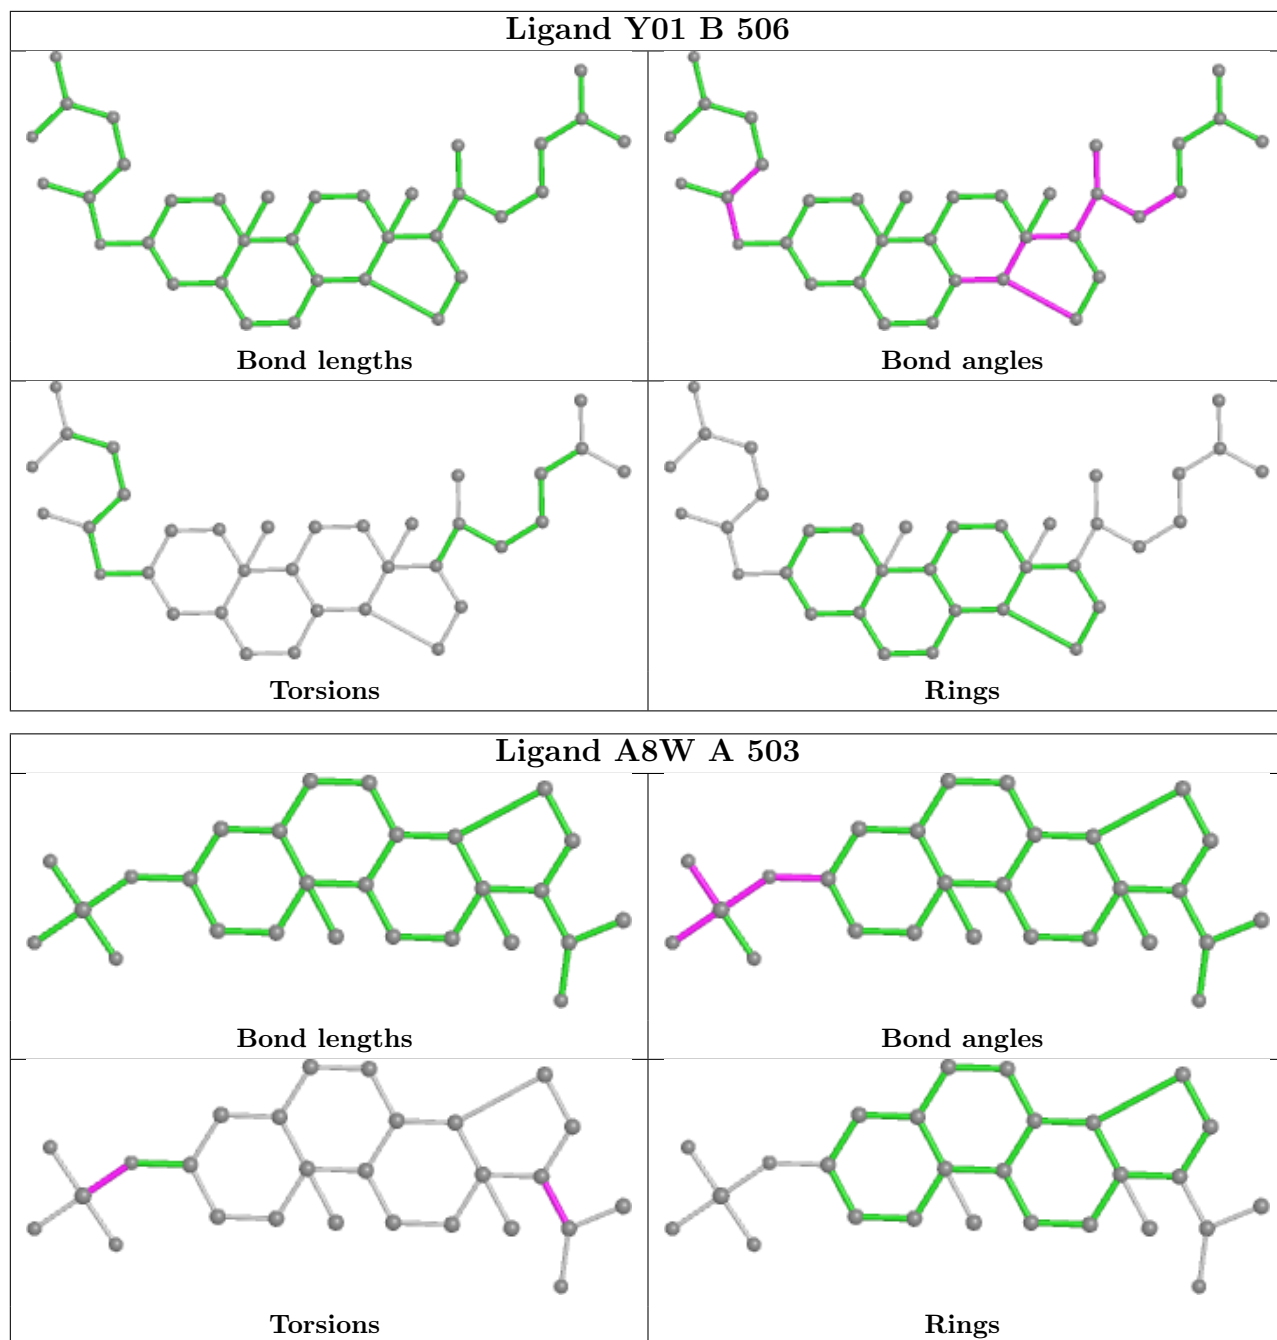 Ligand Y01 B 506
Bond lengths
Bond angles
Torsions
Rings
Ligand A8W A 503
Bond lengths
Bond angles
Torsions
Rings